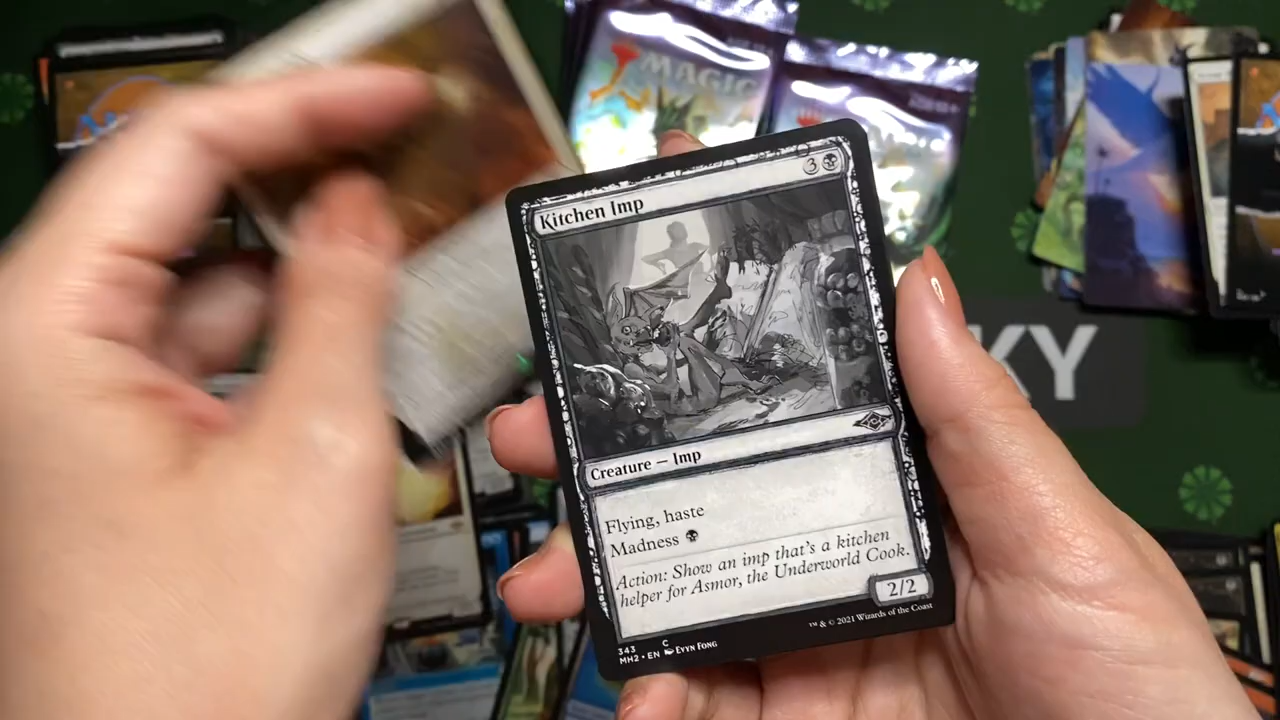 MAGIC
3
Kitchen Imp
KY
Creature — Imp
Flying, haste
Madness
Action: Show an imp that's a kitchen
helper for Asmor, the Underworld Cook.
2/2
343 C
MH2 • EN Evyn Fong
™ & © 2021 Wizards of the Coast